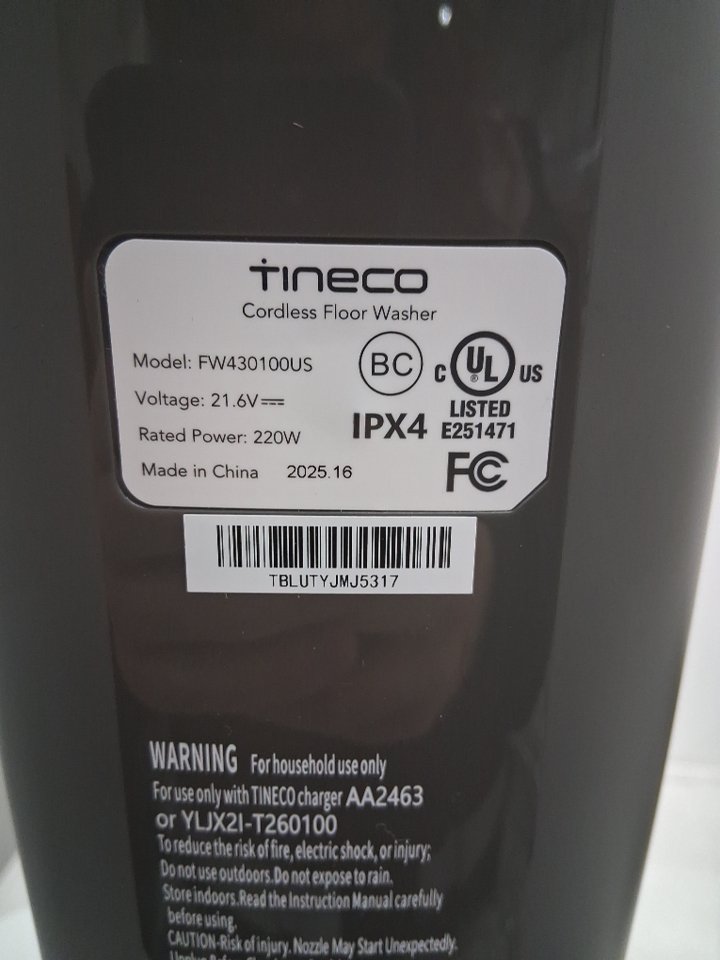 TINECO
Cordless Floor Washer
Model: FW430100US
Voltage: 21.6V⎓
Rated Power: 220W
Made in China 2025.16
BC
C UL ® US
LISTED
IPX4 E251471
FC
TBLUTYJMJ5317
WARNING For household use only
For use only with TINECO charger AA2463
or YLJX2I-T260100
To reduce the risk of fire, electric shock, or injury;
Do not use outdoors.Do not expose to rain.
Store indoors.Read the Instruction Manual carefully
before using.
CAUTION-Risk of injury. Nozzle May Start Unexpectedly.